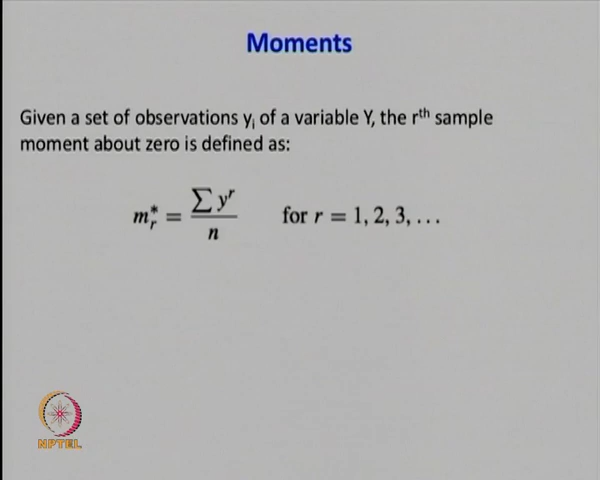 Moments
Given a set of observations yᵢ of a variable Y, the rᵗʰ sample
moment about zero is defined as:
m*ᵣ = ∑ yʳ / n for r = 1, 2, 3, …
NPTEL